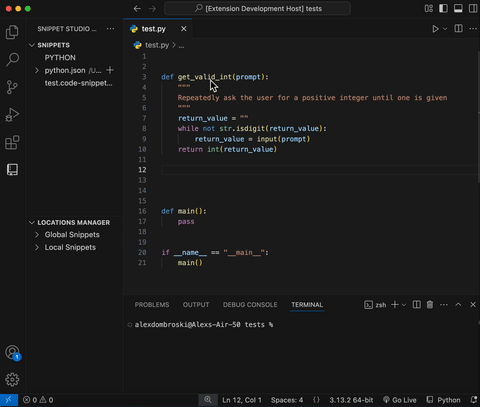 [Extension Development Host] tests
SNIPPET STUDIO ... ···
test.py
test.py > ...
SNIPPETS
PYTHON
python.json /U...
test.code-snippet...
LOCATIONS MANAGER
Global Snippets
Local Snippets
1
2
3 def get_valid_int(prompt):
4 """
5 Repeatedly ask the user for a positive integer until one is given
6 """
7 return_value = ""
8 while not str.isdigit(return_value):
9 return_value = input(prompt)
10 return int(return_value)
11
12
13
14
15
16 def main():
17 pass
18
19
20 if __name__ == "__main__":
21 main()
PROBLEMS OUTPUT DEBUG CONSOLE TERMINAL zsh
alexdombroski@Alexs-Air-50 tests %
1
0 0 Ln 12, Col 1 Spaces: 4 {} 3.13.2 64-bit Go Live Python